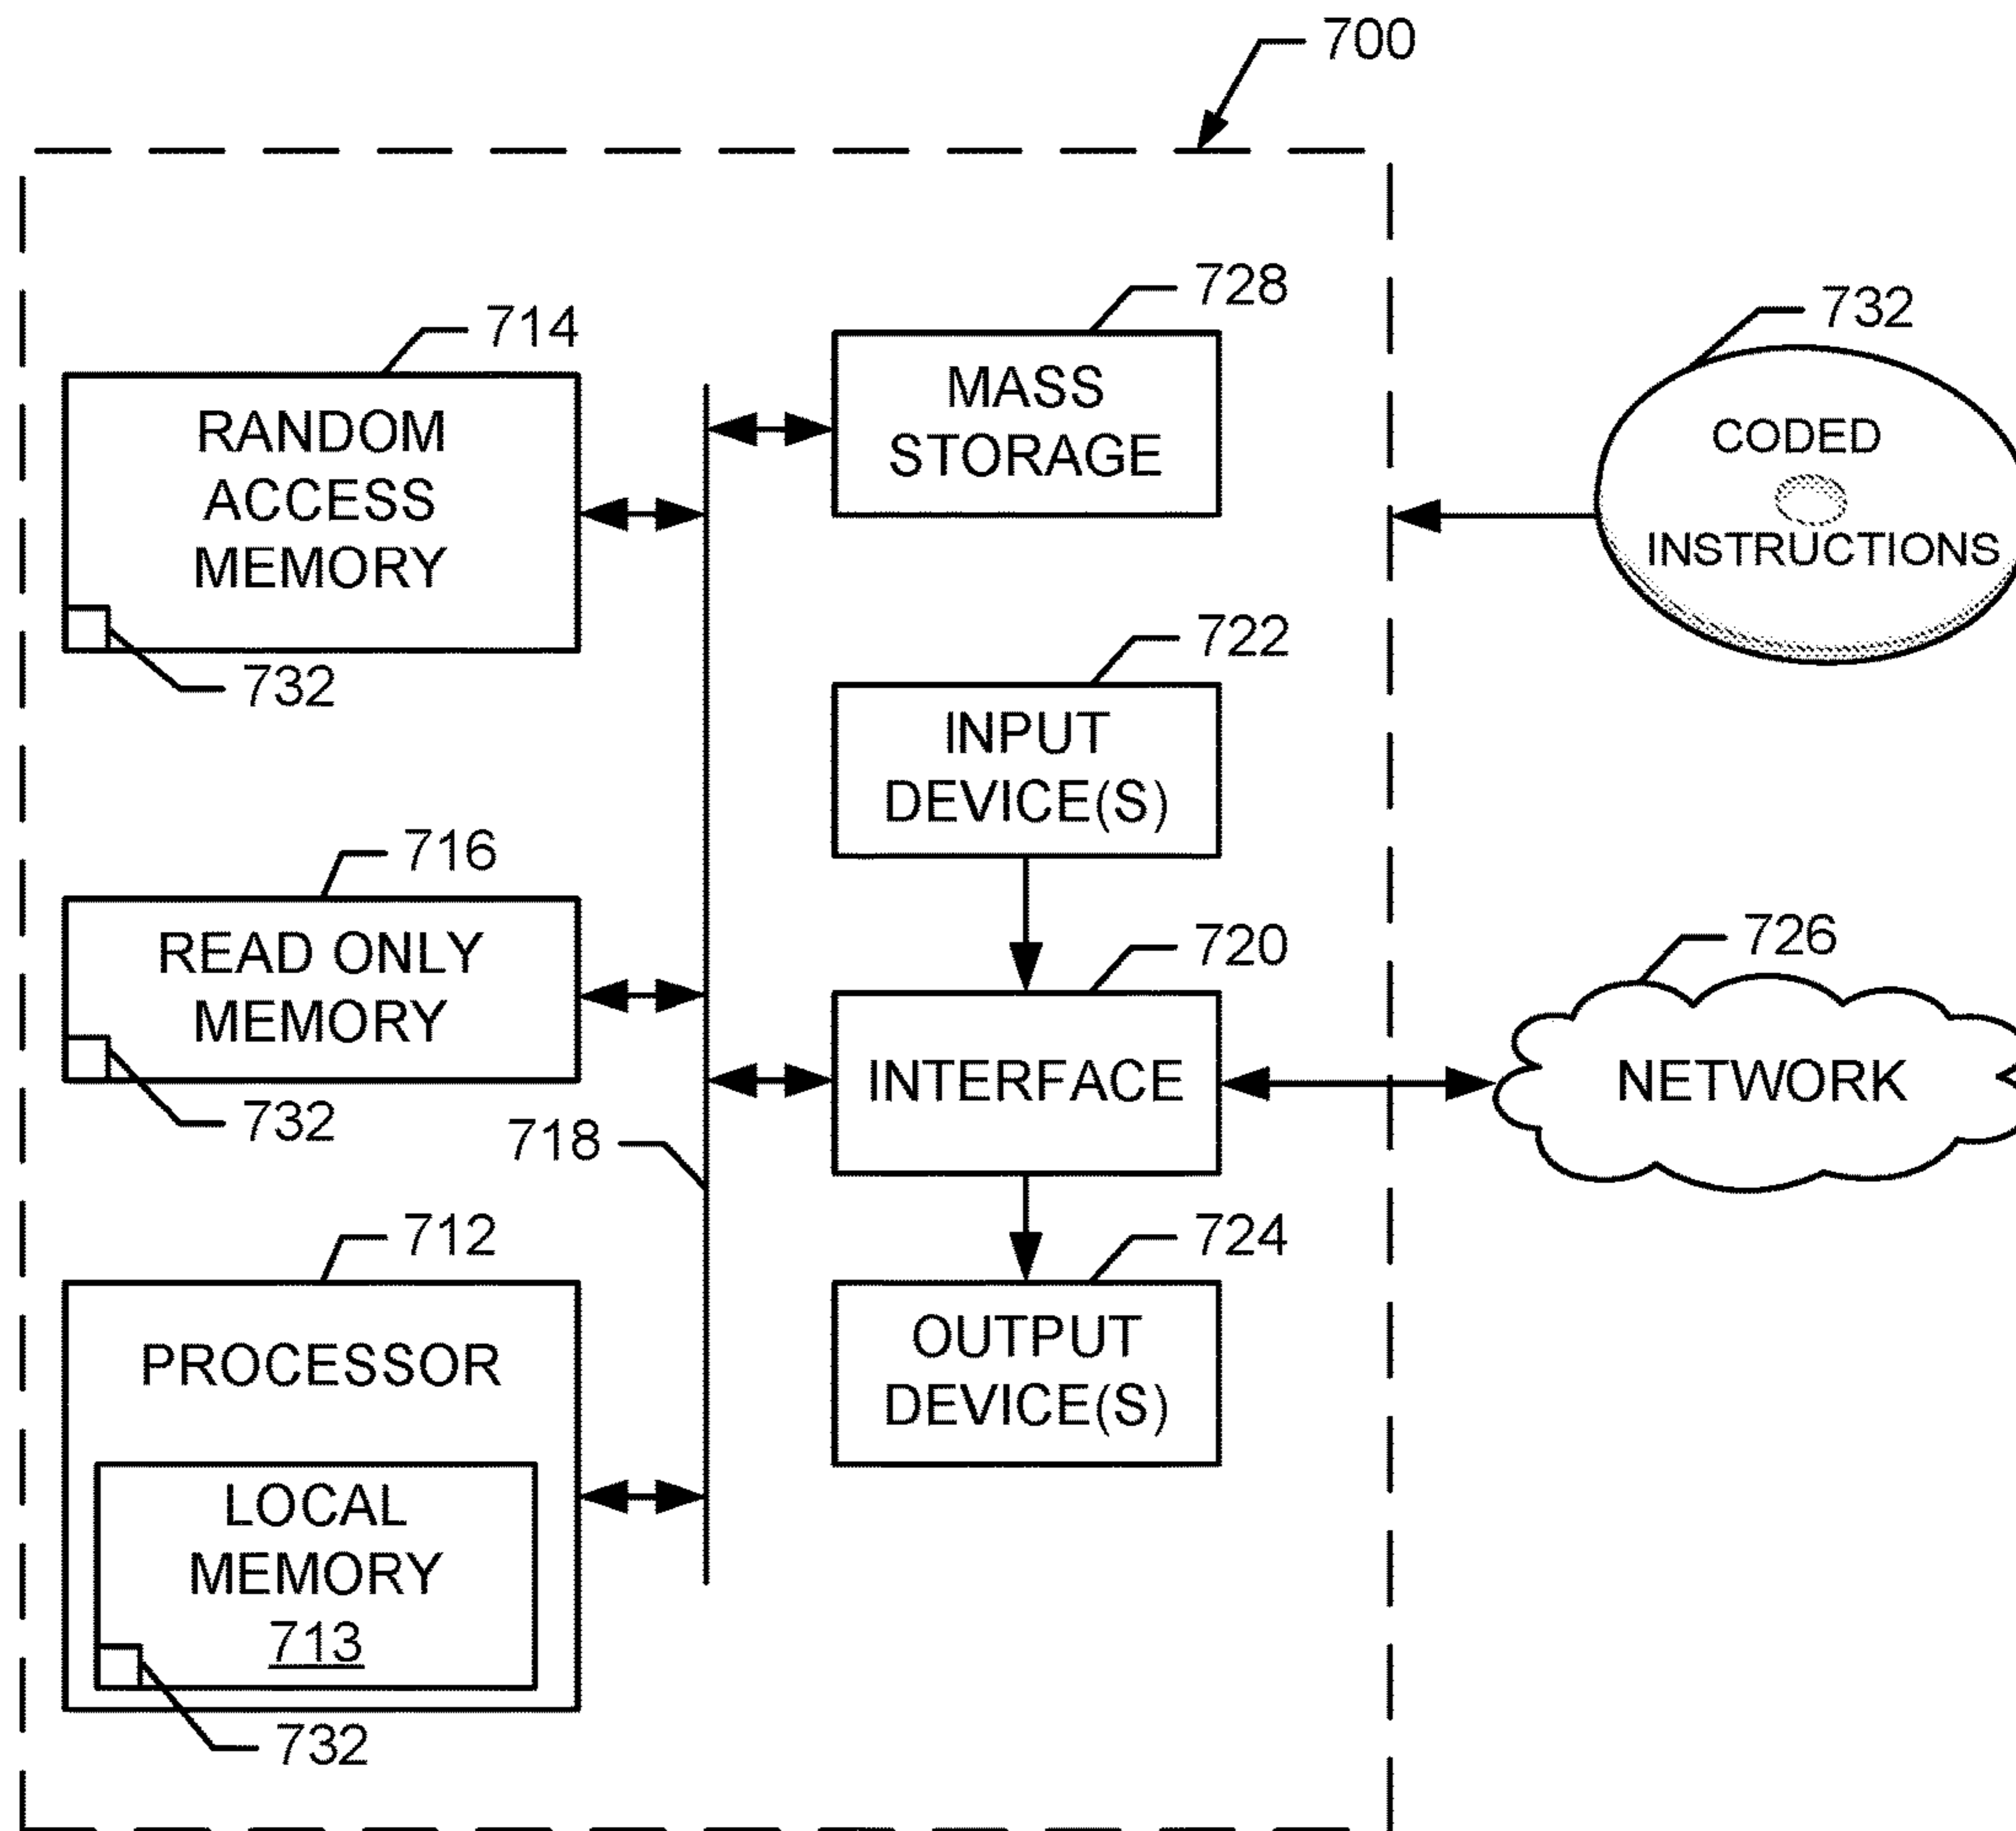 700
728
714
732
MASS
STORAGE
RANDOM
ACCESS
MEMORY
CODED
INSTRUCTIONS
732
722
INPUT
DEVICE(S)
716
READ ONLY
MEMORY
732
720
726
INTERFACE
NETWORK
718
712
724
PROCESSOR
OUTPUT
DEVICE(S)
LOCAL
MEMORY
713
732